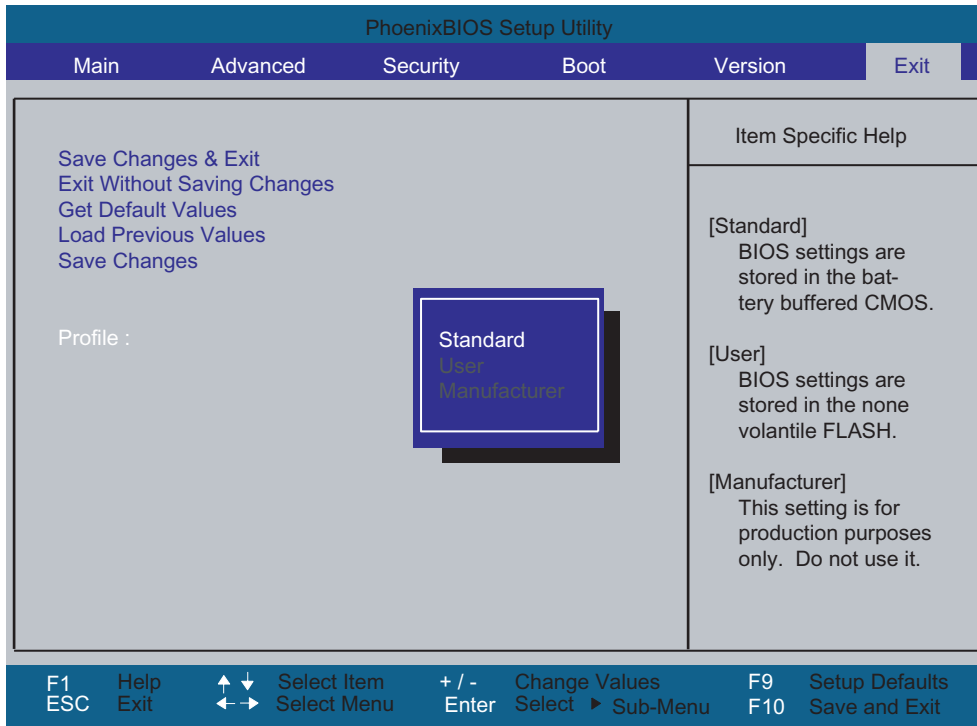 PhoenixBIOS Setup Utility
Main Advanced Security Boot Version Exit
Save Changes & Exit
Exit Without Saving Changes
Get Default Values
Load Previous Values
Save Changes
Profile :
Standard
User
Manufacturer
Item Specific Help
[Standard]
BIOS settings are
stored in the bat-
tery buffered CMOS.
[User]
BIOS settings are
stored in the none
volantile FLASH.
[Manufacturer]
This setting is for
production purposes
only. Do not use it.
F1 Help Select Item + / - Change Values F9 Setup Defaults
ESC Exit Select Menu Enter Select Sub-Menu F10 Save and Exit